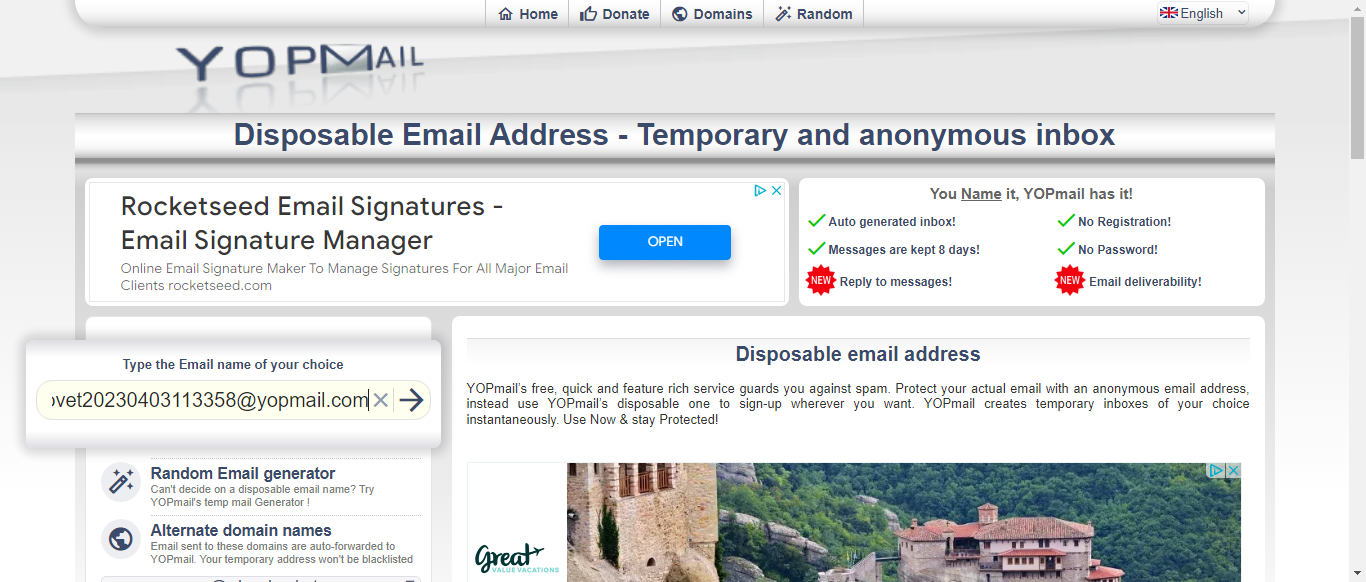 Home Donate Domains Random English
YOPMAIL
Disposable Email Address - Temporary and anonymous inbox
Rocketseed Email Signatures -
Email Signature Manager
Online Email Signature Maker To Manage Signatures For All Major Email
Clients rocketseed.com
OPEN
You Name it, YOPmail has it!
Auto generated inbox! No Registration!
Messages are kept 8 days! No Password!
NEW Reply to messages! NEW Email deliverability!
Type the Email name of your choice
vet20230403113358@yopmail.com
Random Email generator
Can't decide on a disposable email name? Try
YOPmail's temp mail Generator !
Alternate domain names
Email sent to these domains are auto-forwarded to
YOPmail. Your temporary address won't be blacklisted
Disposable email address
YOPmail's free, quick and feature rich service guards you against spam. Protect your actual email with an anonymous email address,
instead use YOPmail's disposable one to sign-up wherever you want. YOPmail creates temporary inboxes of your choice
instantaneously. Use Now & stay Protected!
Great
VALUE VACATIONS